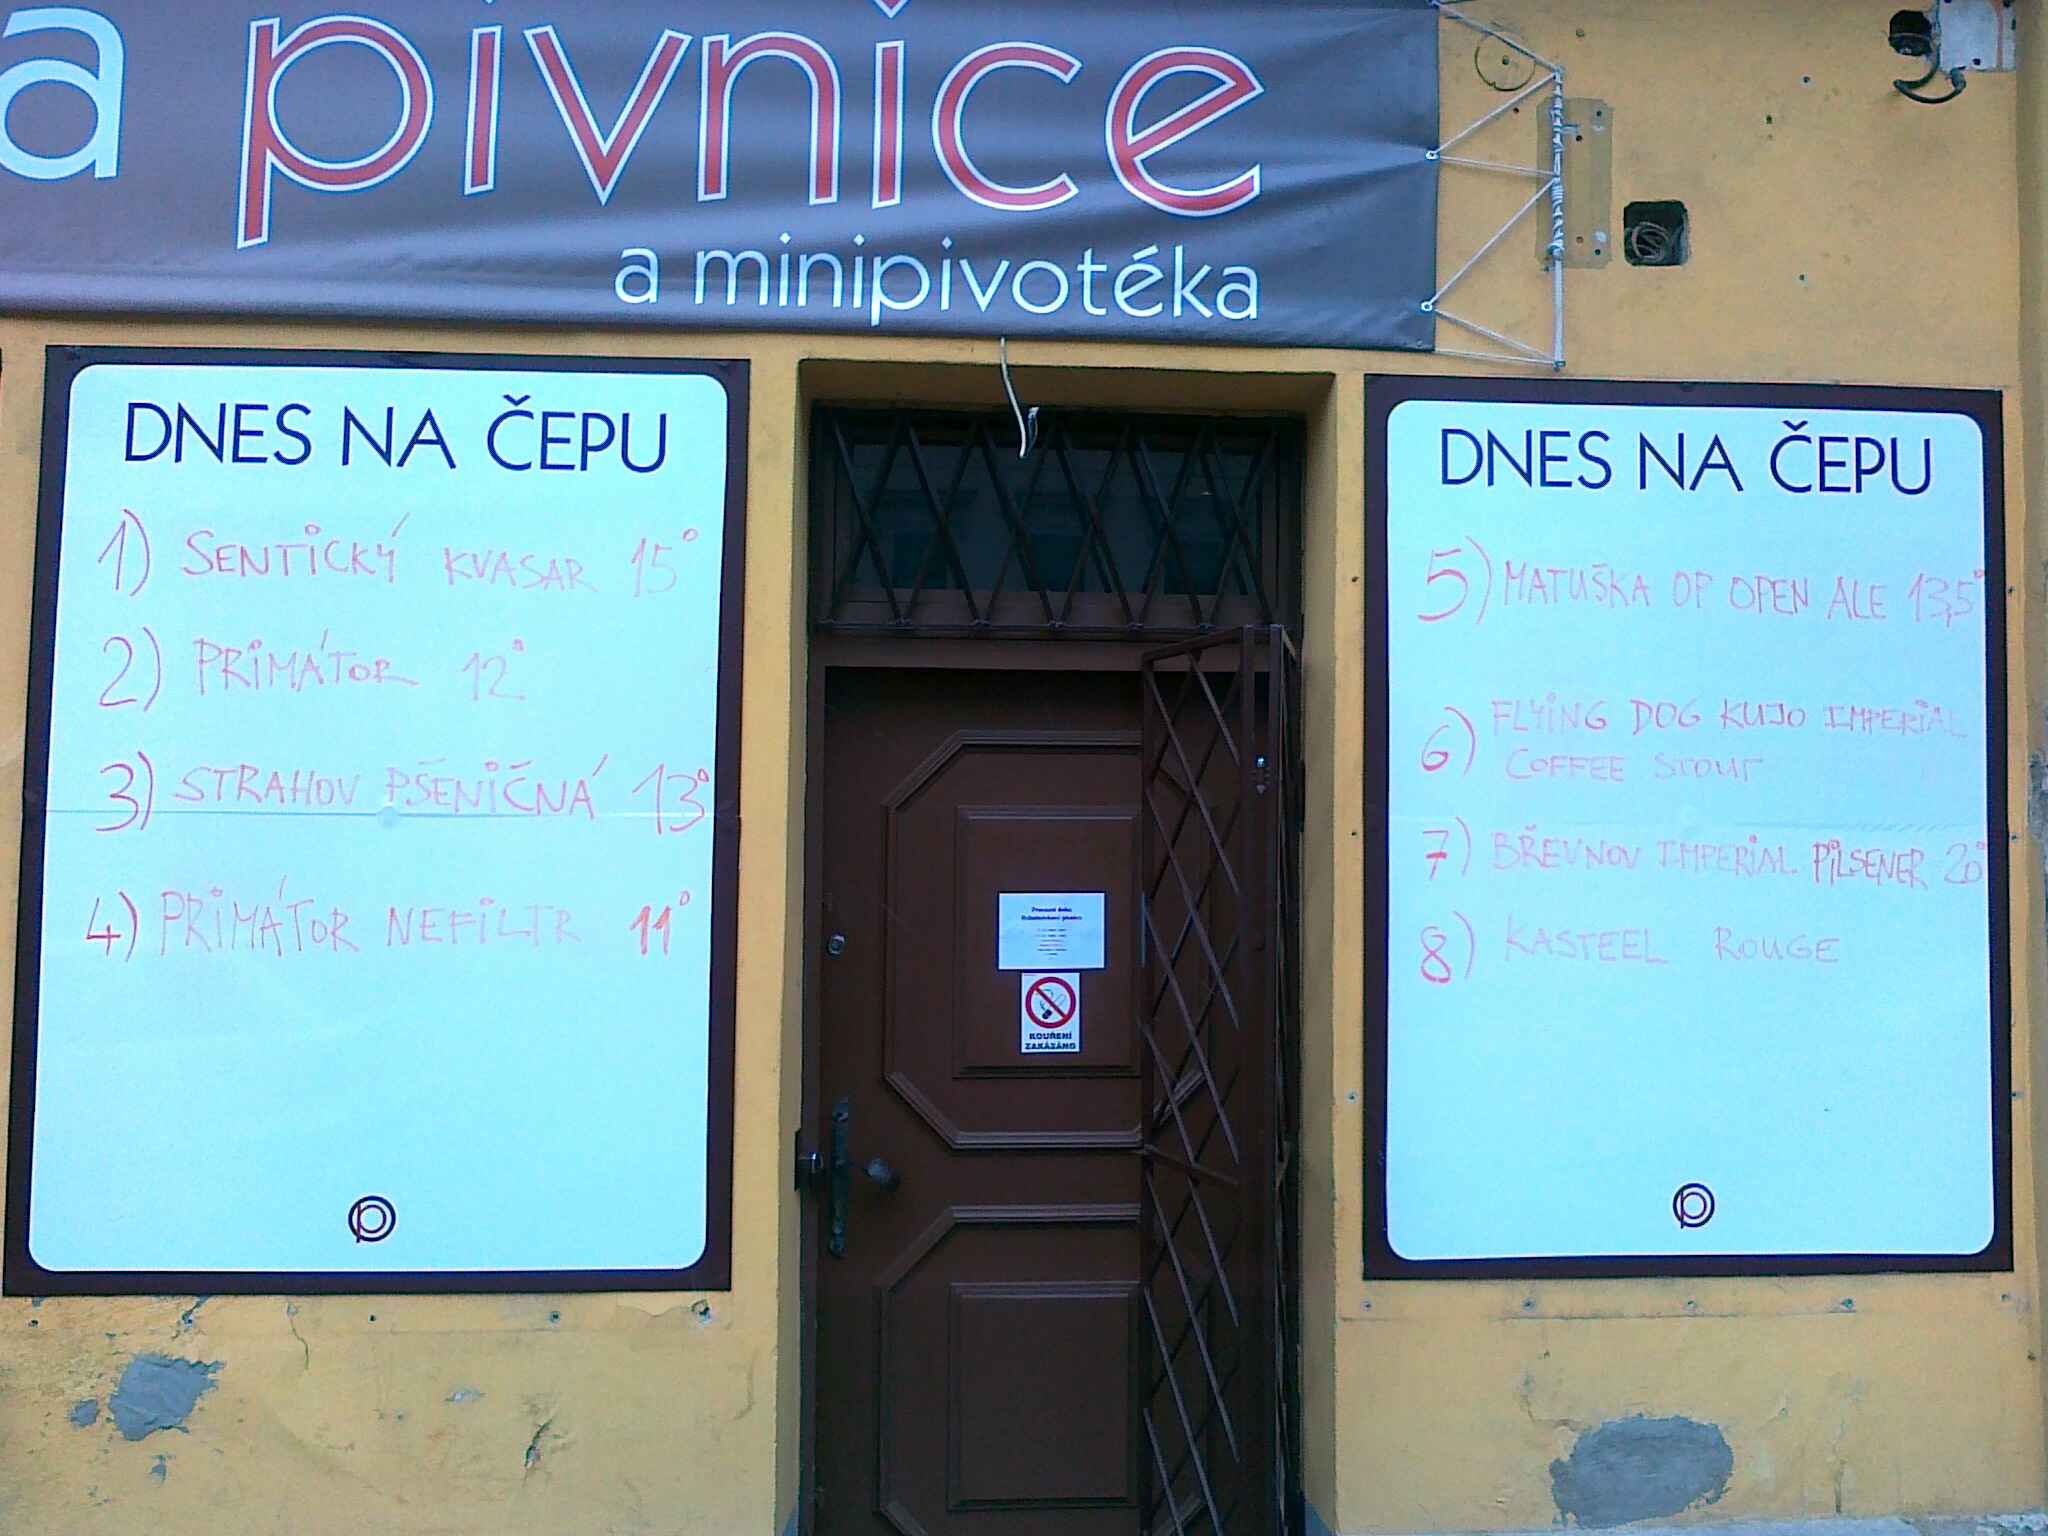 a pivnice
a minipivotéka
DNES NA ČEPU
1) SENTICKÝ KVASAR 15°
2) PRIMÁTOR 12°
3) STRAHOV PŠENIČNÁ 13°
4) PRIMÁTOR NEFILTR 11°
KOUŘENÍ
ZAKÁZÁNO
DNES NA ČEPU
5) MATUŠKA OP OPEN ALE 13,5°
6) FLYING DOG KUJO IMPERIAL
COFFEE STOUT
7) BŘEVNOV IMPERIAL PILSENER 20°
8) KASTEEL ROUGE